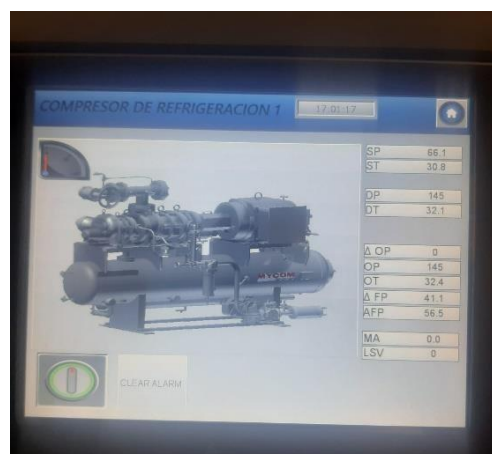 COMPRESOR DE REFRIGERACION 1
17:01:17
SP 66.1
ST 30.8
DP 145
DT 32.1
Δ OP 0
OP 145
OT 32.4
Δ FP 41.1
AFP 56.5
MA 0.0
LSV 0
MYCOM
CLEAR ALARM